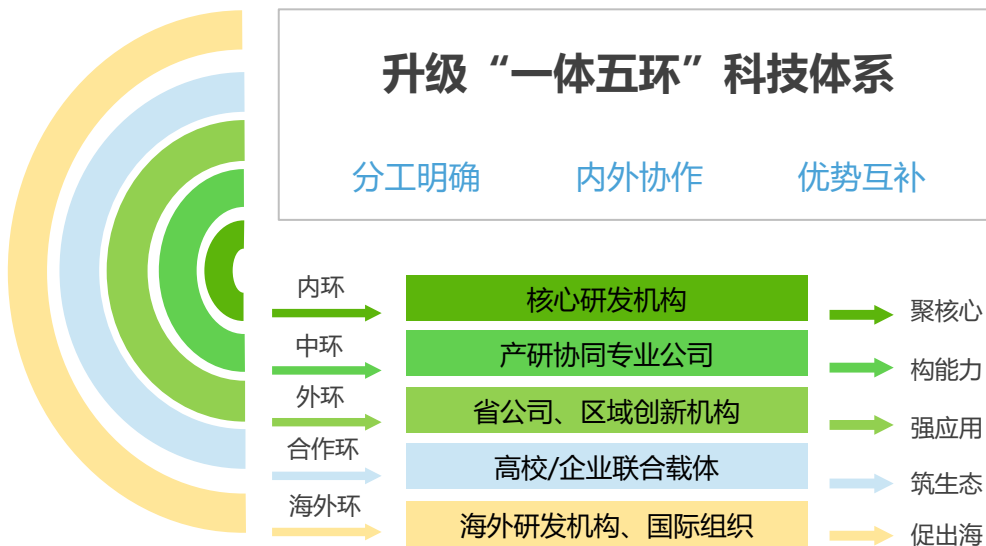 升级“一体五环”科技体系
分工明确 内外协作 优势互补
内环 核心研发机构 聚核心
中环 产研协同专业公司 构能力
外环 省公司、区域创新机构 强应用
合作环 高校/企业联合载体 筑生态
海外环 海外研发机构、国际组织 促出海